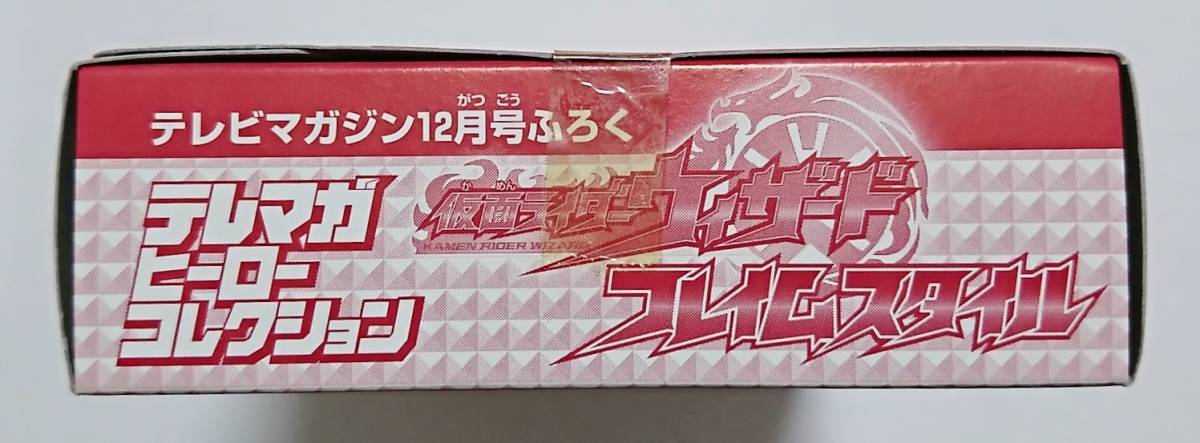 がつ ごう
テレビマガジン12月号ふろく
テレマガ
ヒーロー
コレクション
かめん
仮面ライダーウィザード
KAMEN RIDER WIZARD
フレイムスタイル